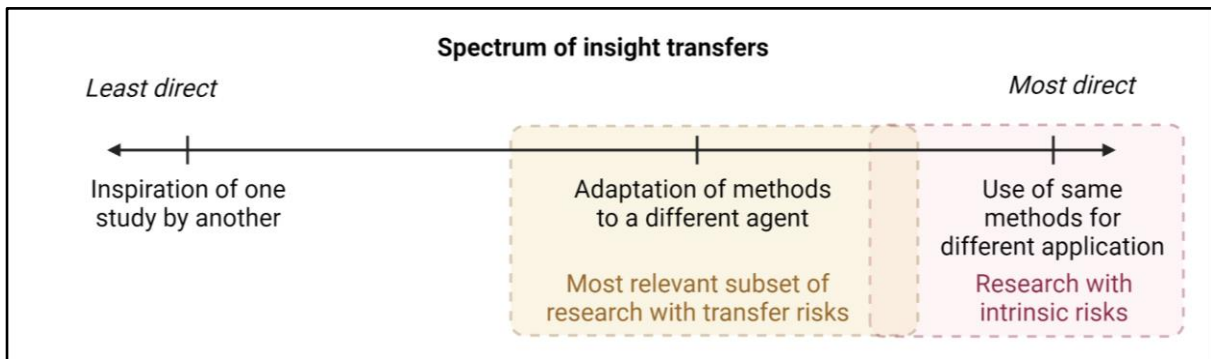 Spectrum of insight transfers
Least direct
Most direct
Inspiration of one
study by another
Adaptation of methods
to a different agent
Use of same
methods for
different application
Most relevant subset of
research with transfer risks
Research with
intrinsic risks